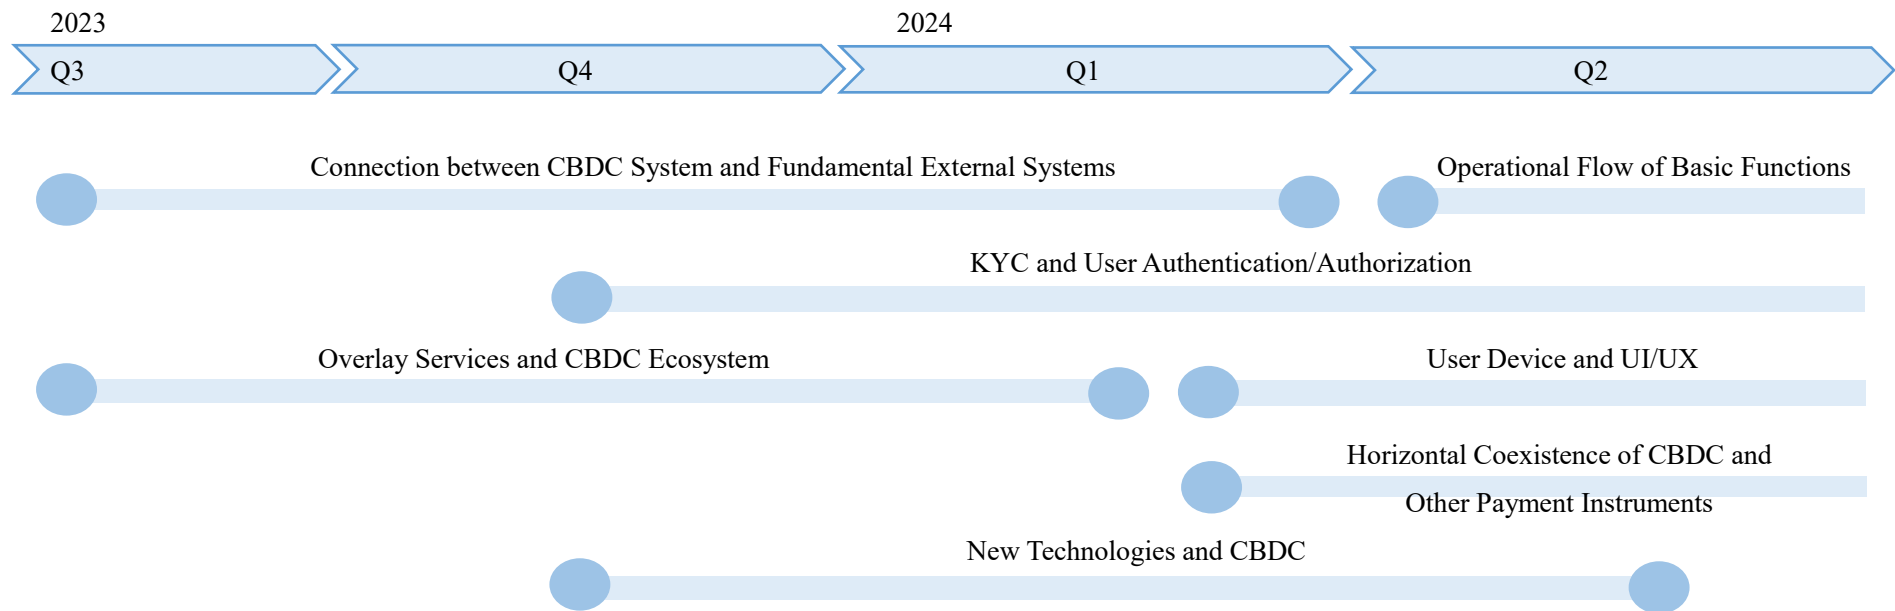 2023
2024
Q3
Q4
Q1
Q2
Connection between CBDC System and Fundamental External Systems
Operational Flow of Basic Functions
KYC and User Authentication/Authorization
Overlay Services and CBDC Ecosystem
User Device and UI/UX
Horizontal Coexistence of CBDC and
Other Payment Instruments
New Technologies and CBDC